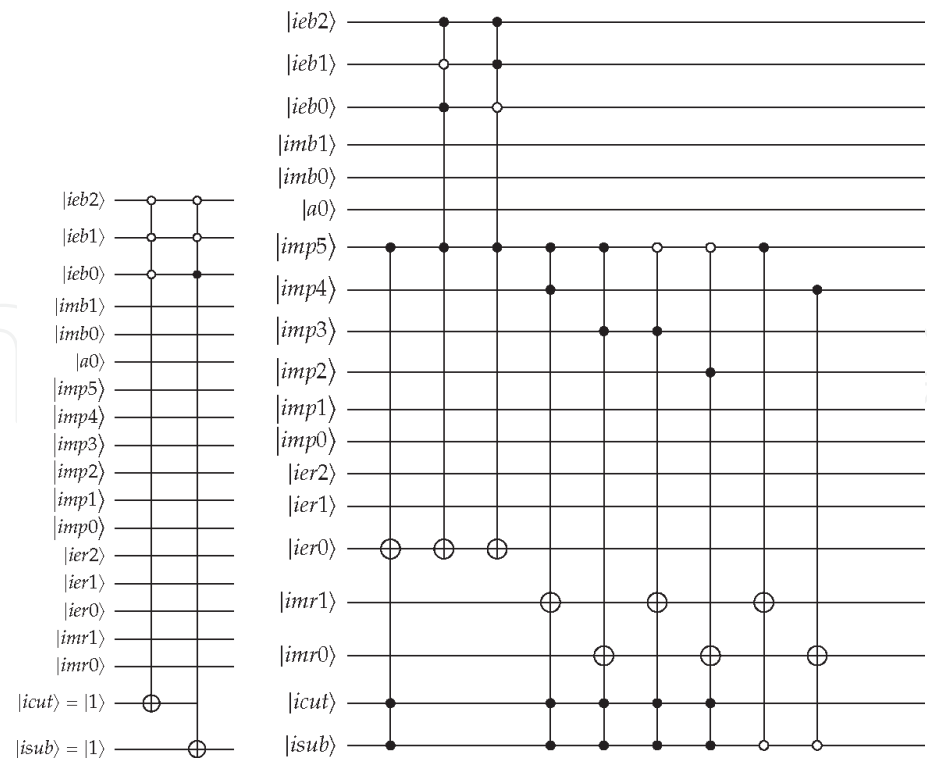 |ieb2⟩
|ieb1⟩
|ieb0⟩
|imb1⟩
|imb0⟩
|a0⟩
|imp5⟩
|imp4⟩
|imp3⟩
|imp2⟩
|imp1⟩
|imp0⟩
|ier2⟩
|ier1⟩
|ier0⟩
|imr1⟩
|imr0⟩
|icut⟩ = |1⟩
|isub⟩ = |1⟩
|ieb2⟩
|ieb1⟩
|ieb0⟩
|imb1⟩
|imb0⟩
|a0⟩
|imp5⟩
|imp4⟩
|imp3⟩
|imp2⟩
|imp1⟩
|imp0⟩
|ier2⟩
|ier1⟩
|ier0⟩
|imr1⟩
|imr0⟩
|icut⟩
|isub⟩